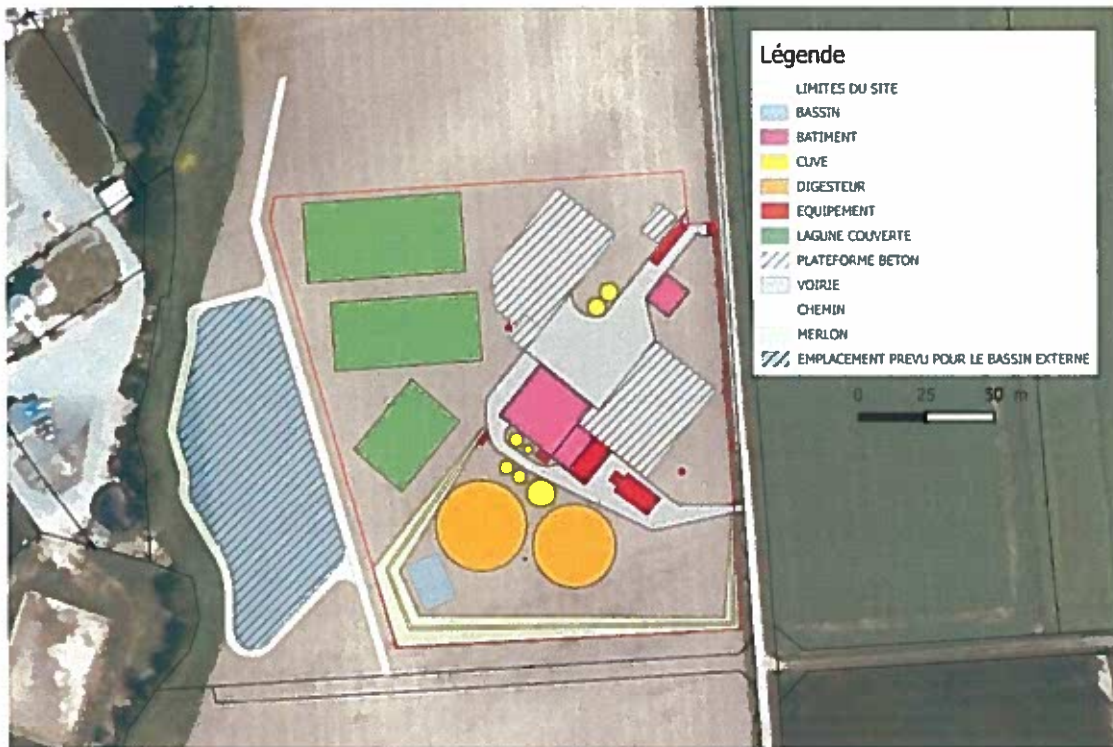 Légende
LIMITES DU SITE
BASSIN
BATIMENT
CUVE
DIGESTEUR
EQUIPEMENT
LAGUNE COUVERTE
PLATEFORME BETON
VOIRIE
CHEMIN
MERLON
EMPLACEMENT PREVU POUR LE BASSIN EXTERNE
0 25 50 m